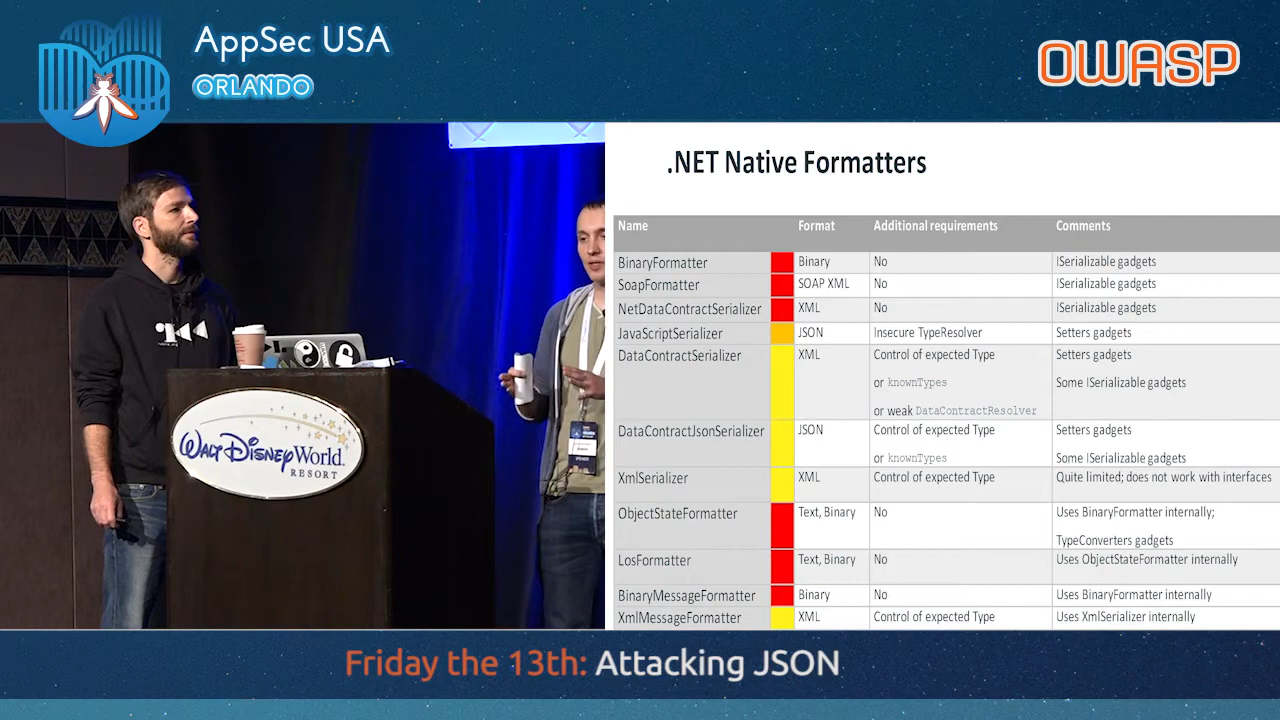 AppSec USA
ORLANDO
OWASP
WALT DISNEY World
RESORT
.NET Native Formatters
Name Format Additional requirements Comments
BinaryFormatter Binary No ISerializable gadgets
SoapFormatter SOAP XML No ISerializable gadgets
NetDataContractSerializer XML No ISerializable gadgets
JavaScriptSerializer JSON Insecure TypeResolver Setters gadgets
DataContractSerializer XML Control of expected Type Setters gadgets
or knownTypes Some ISerializable gadgets
or weak DataContractResolver
DataContractJsonSerializer JSON Control of expected Type Setters gadgets
or knownTypes Some ISerializable gadgets
XmlSerializer XML Control of expected Type Quite limited; does not work with interfaces
ObjectStateFormatter Text, Binary No Uses BinaryFormatter internally;
TypeConverters gadgets
LosFormatter Text, Binary No Uses ObjectStateFormatter internally
BinaryMessageFormatter Binary No Uses BinaryFormatter internally
XmlMessageFormatter XML Control of expected Type Uses XmlSerializer internally
Friday the 13th: Attacking JSON